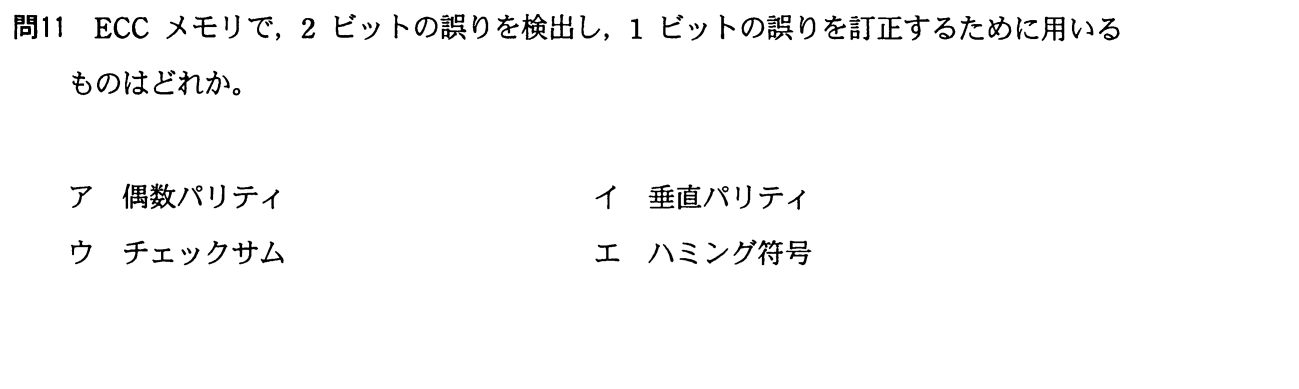 問11 ECC メモリで，2 ビットの誤りを検出し，1 ビットの誤りを訂正するために用いる
ものはどれか。
ア 偶数パリティ イ 垂直パリティ
ウ チェックサム エ ハミング符号